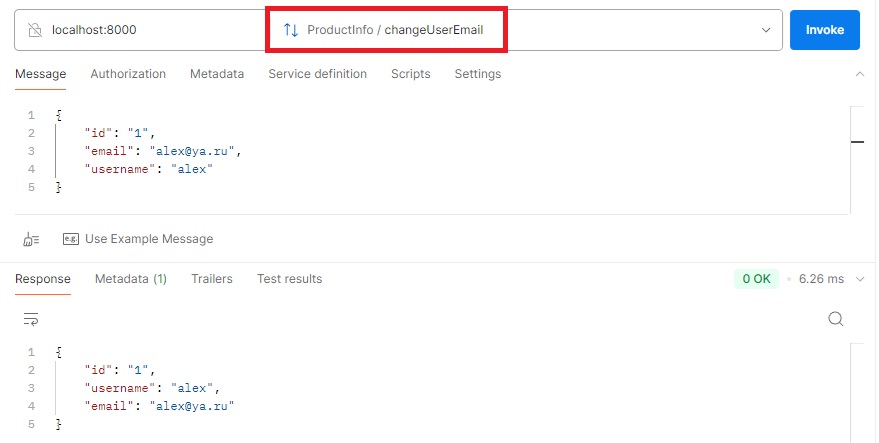 localhost:8000 ProductInfo / changeUserEmail Invoke
Message Authorization Metadata Service definition Scripts Settings
1 {
2 "id": "1",
3 "email": "alex@ya.ru",
4 "username": "alex"
5 }
e.g. Use Example Message
Response Metadata (1) Trailers Test results 0 OK • 6.26 ms
1 {
2 "id": "1",
3 "username": "alex",
4 "email": "alex@ya.ru"
5 }